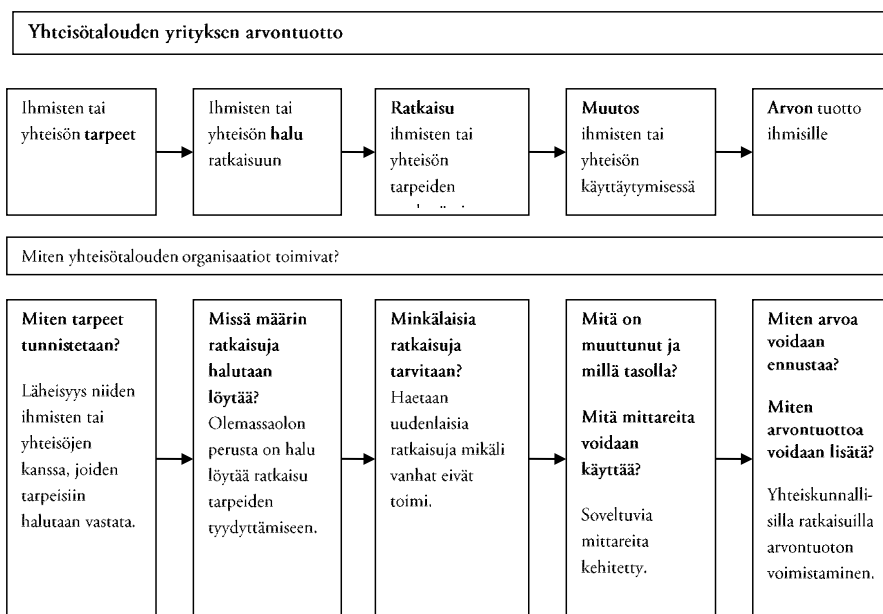 Yhteisötalouden yrityksen arvontuotto
Ihmisten tai
yhteisön tarpeet
Ihmisten tai
yhteisön halu
ratkaisuun
Ratkaisu
ihmisten tai
yhteisön
tarpeiden
Muutos
ihmisten tai
yhteisön
käyttäytymisessä
Arvon tuotto
ihmisille
Miten yhteisötalouden organisaatiot toimivat?
Miten tarpeet
tunnistetaan?
Läheisyys niiden
ihmisten tai
yhteisöjen
kanssa, joiden
tarpeisiin
halutaan vastata.
Missä määrin
ratkaisuja
halutaan
löytää?
Olemassaolon
perusta on halu
löytää ratkaisu
tarpeiden
tyydyttämiseen.
Minkälaisia
ratkaisuja
tarvitaan?
Haetaan
uudenlaisia
ratkaisuja mikäli
vanhat eivät
toimi.
Mitä on
muuttunut ja
millä tasolla?
Mitä mittareita
voidaan
käyttää?
Soveltuvia
mittareita
kehitetty.
Miten arvoa
voidaan
ennustaa?
Miten
arvontuottoa
voidaan lisätä?
Yhteiskunnalli-
silla ratkaisuilla
arvontuoton
voimistaminen.